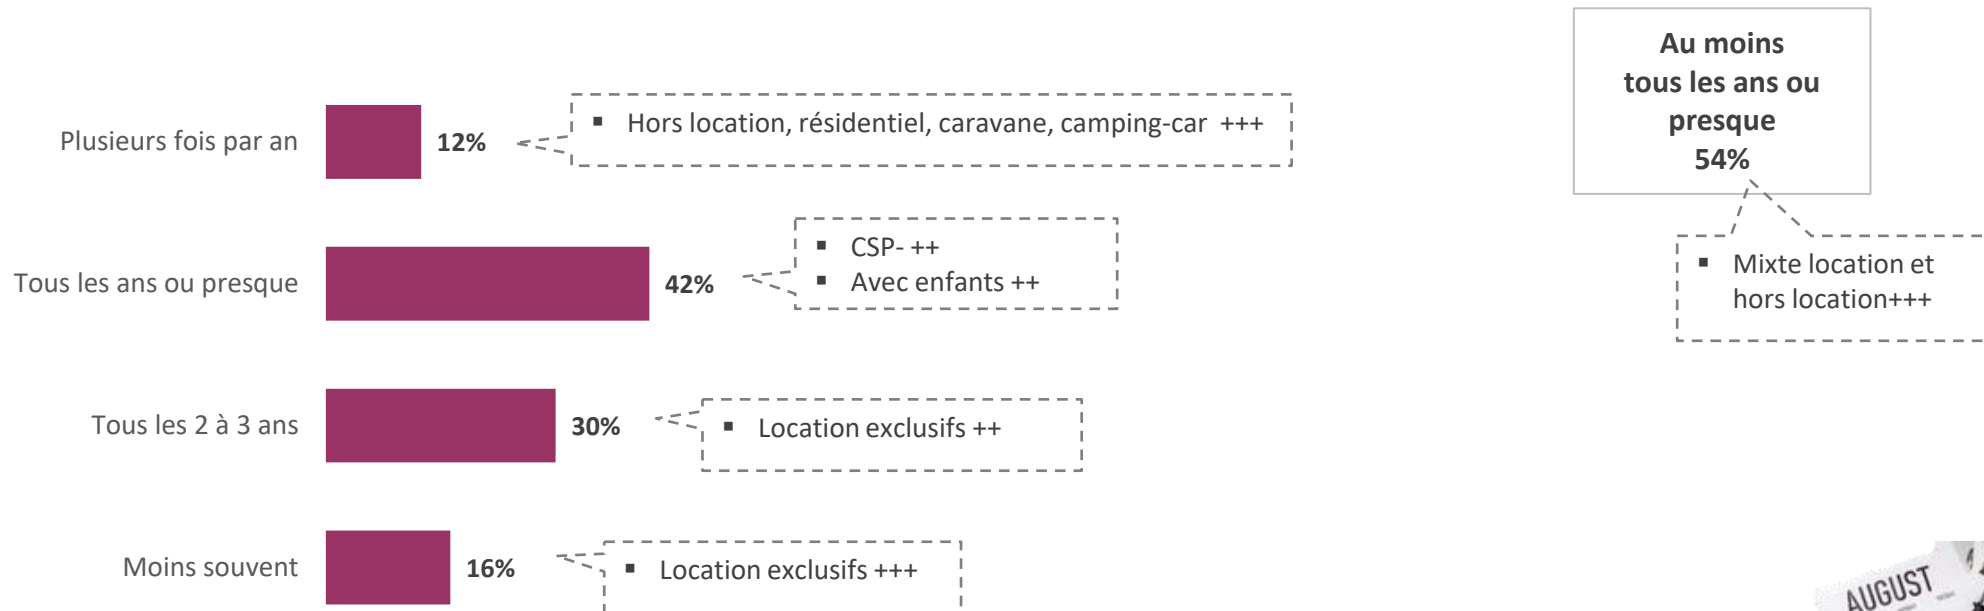 Plusieurs fois par an
12%
▪ Hors location, résidentiel, caravane, camping-car +++
Tous les ans ou presque
42%
▪ CSP- ++
▪ Avec enfants ++
Tous les 2 à 3 ans
30%
▪ Location exclusifs ++
Moins souvent
16%
▪ Location exclusifs +++
Au moins
tous les ans ou
presque
54%
▪ Mixte location et
hors location+++
AUGUST